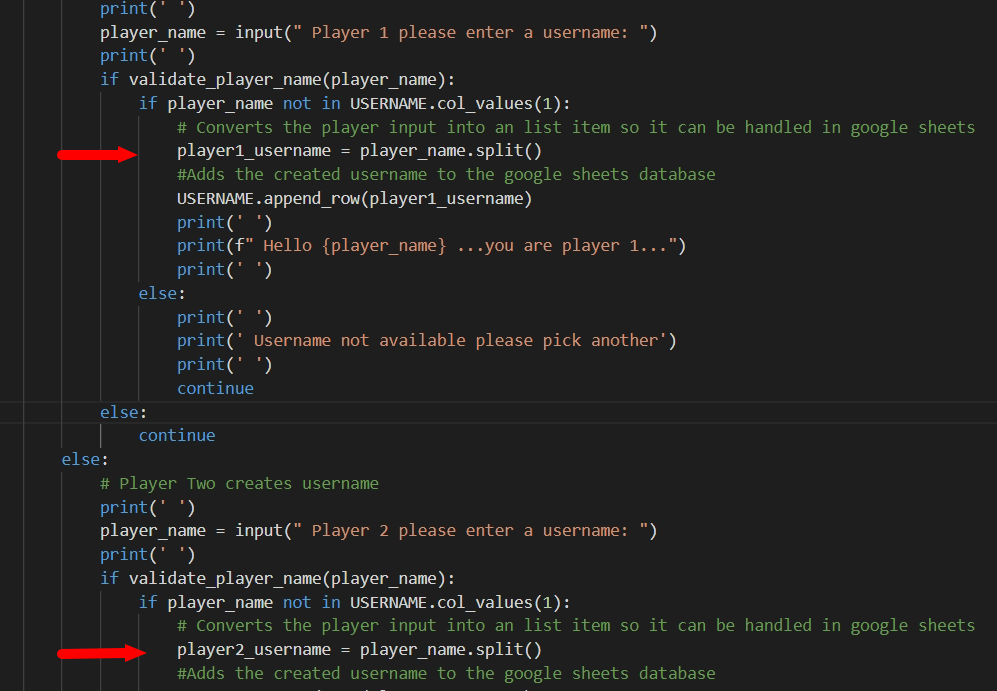 print(' ')
player_name = input(" Player 1 please enter a username: ")
print(' ')
if validate_player_name(player_name):
if player_name not in USERNAME.col_values(1):
# Converts the player input into an list item so it can be handled in google sheets
player1_username = player_name.split()
#Adds the created username to the google sheets database
USERNAME.append_row(player1_username)
print(' ')
print(f" Hello {player_name} ...you are player 1...")
print(' ')
else:
print(' ')
print(' Username not available please pick another')
print(' ')
continue
else:
continue
else:
# Player Two creates username
print(' ')
player_name = input(" Player 2 please enter a username: ")
print(' ')
if validate_player_name(player_name):
if player_name not in USERNAME.col_values(1):
# Converts the player input into an list item so it can be handled in google sheets
player2_username = player_name.split()
#Adds the created username to the google sheets database